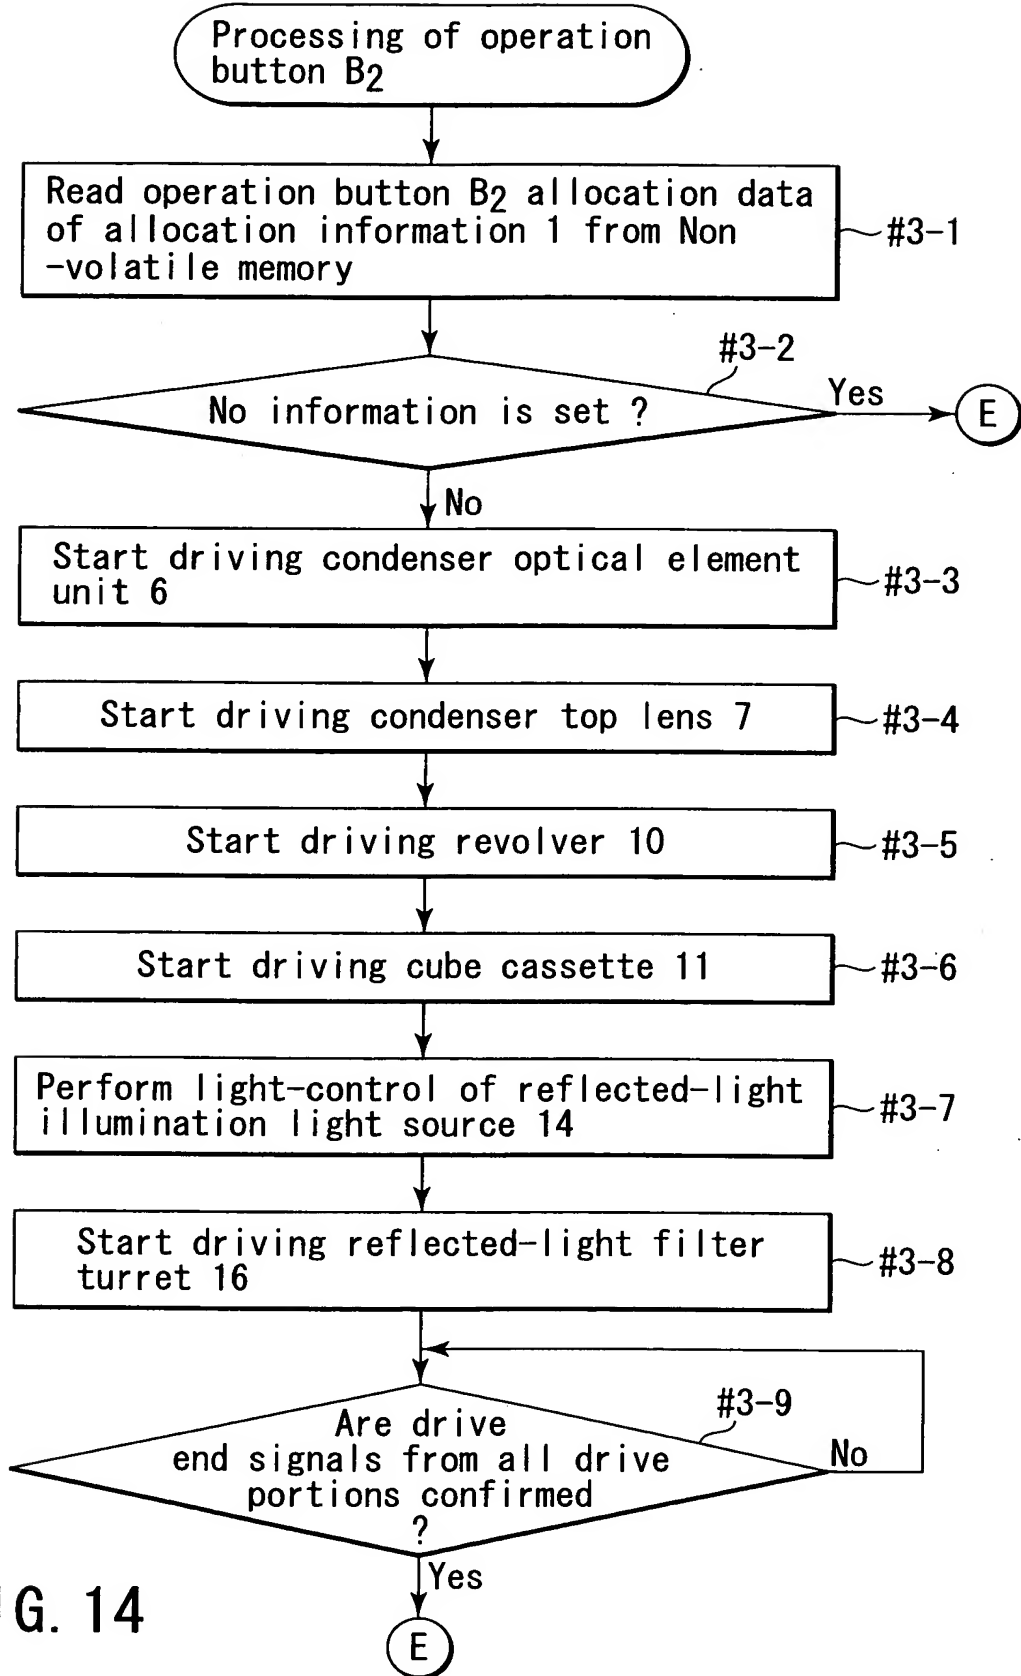 Processing of operation
button B2
Read operation button B2 allocation data
of allocation information 1 from Non
-volatile memory
#3-1
#3-2
No information is set ?
Yes
E
No
Start driving condenser optical element
unit 6
#3-3
Start driving condenser top lens 7
#3-4
Start driving revolver 10
#3-5
Start driving cube cassette 11
#3-6
Perform light-control of reflected-light
illumination light source 14
#3-7
Start driving reflected-light filter
turret 16
#3-8
#3-9
Are drive
end signals from all drive
portions confirmed
?
No
Yes
E
G. 14